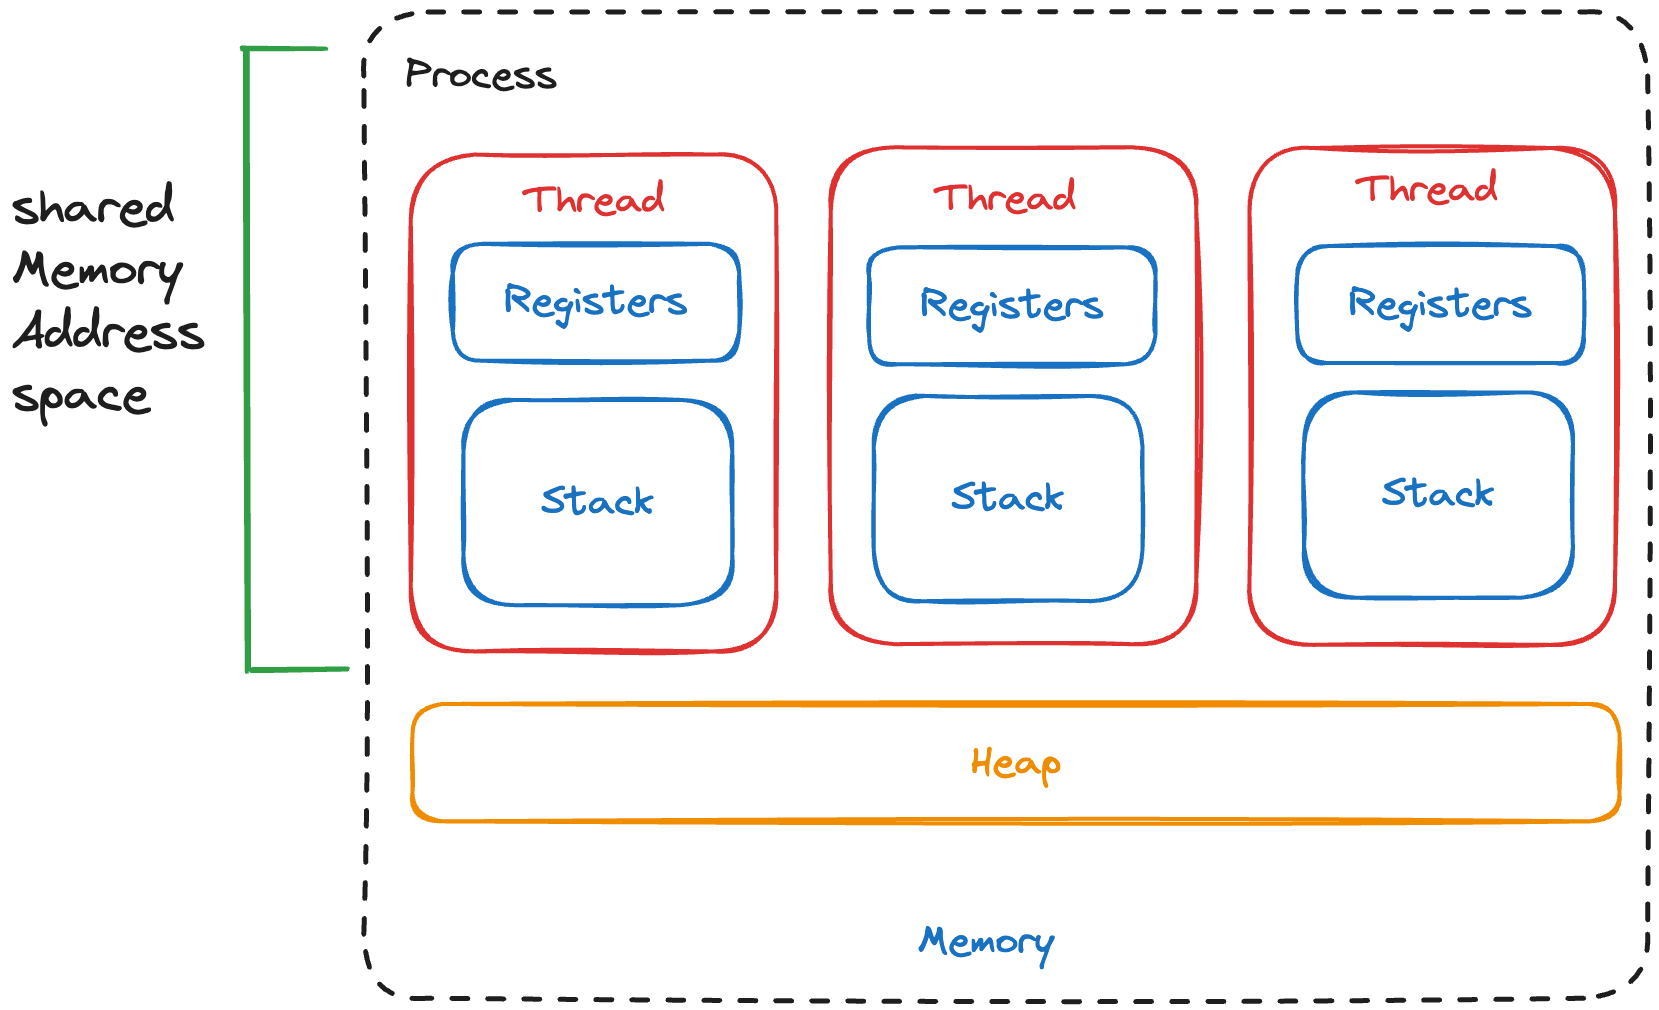 Process
shared
Memory
Address
space
Thread
Thread
Thread
Registers
Registers
Registers
Stack
Stack
Stack
Heap
Memory